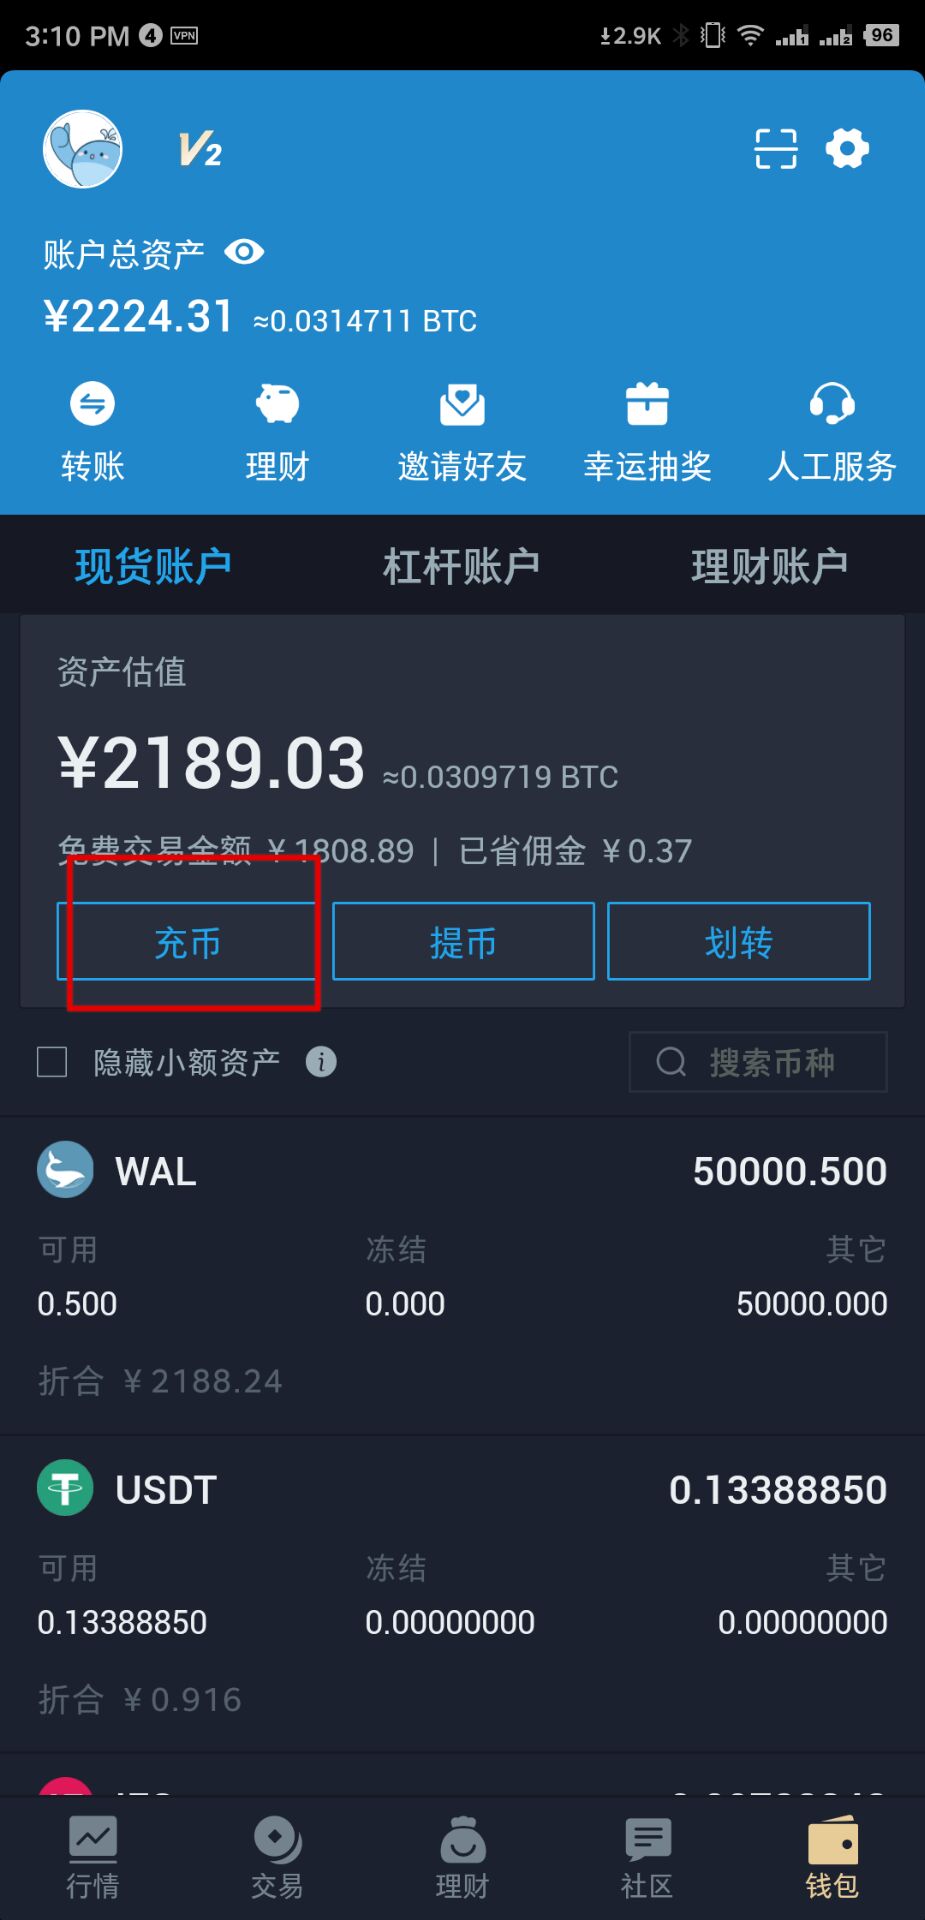 3:10 PM 4 VPN 2.9K 1 2 96
V2
账户总资产
¥2224.31 ≈0.0314711 BTC
转账 理财 邀请好友 幸运抽奖 人工服务
现货账户 杠杆账户 理财账户
资产估值
¥2189.03 ≈0.0309719 BTC
免费交易金额 ¥1808.89 | 已省佣金 ¥0.37
充币 提币 划转
隐藏小额资产 i 搜索币种
WAL 50000.500
可用 冻结 其它
0.500 0.000 50000.000
折合 ¥2188.24
USDT 0.13388850
可用 冻结 其它
0.13388850 0.00000000 0.00000000
折合 ¥0.916
行情 交易 理财 社区 钱包